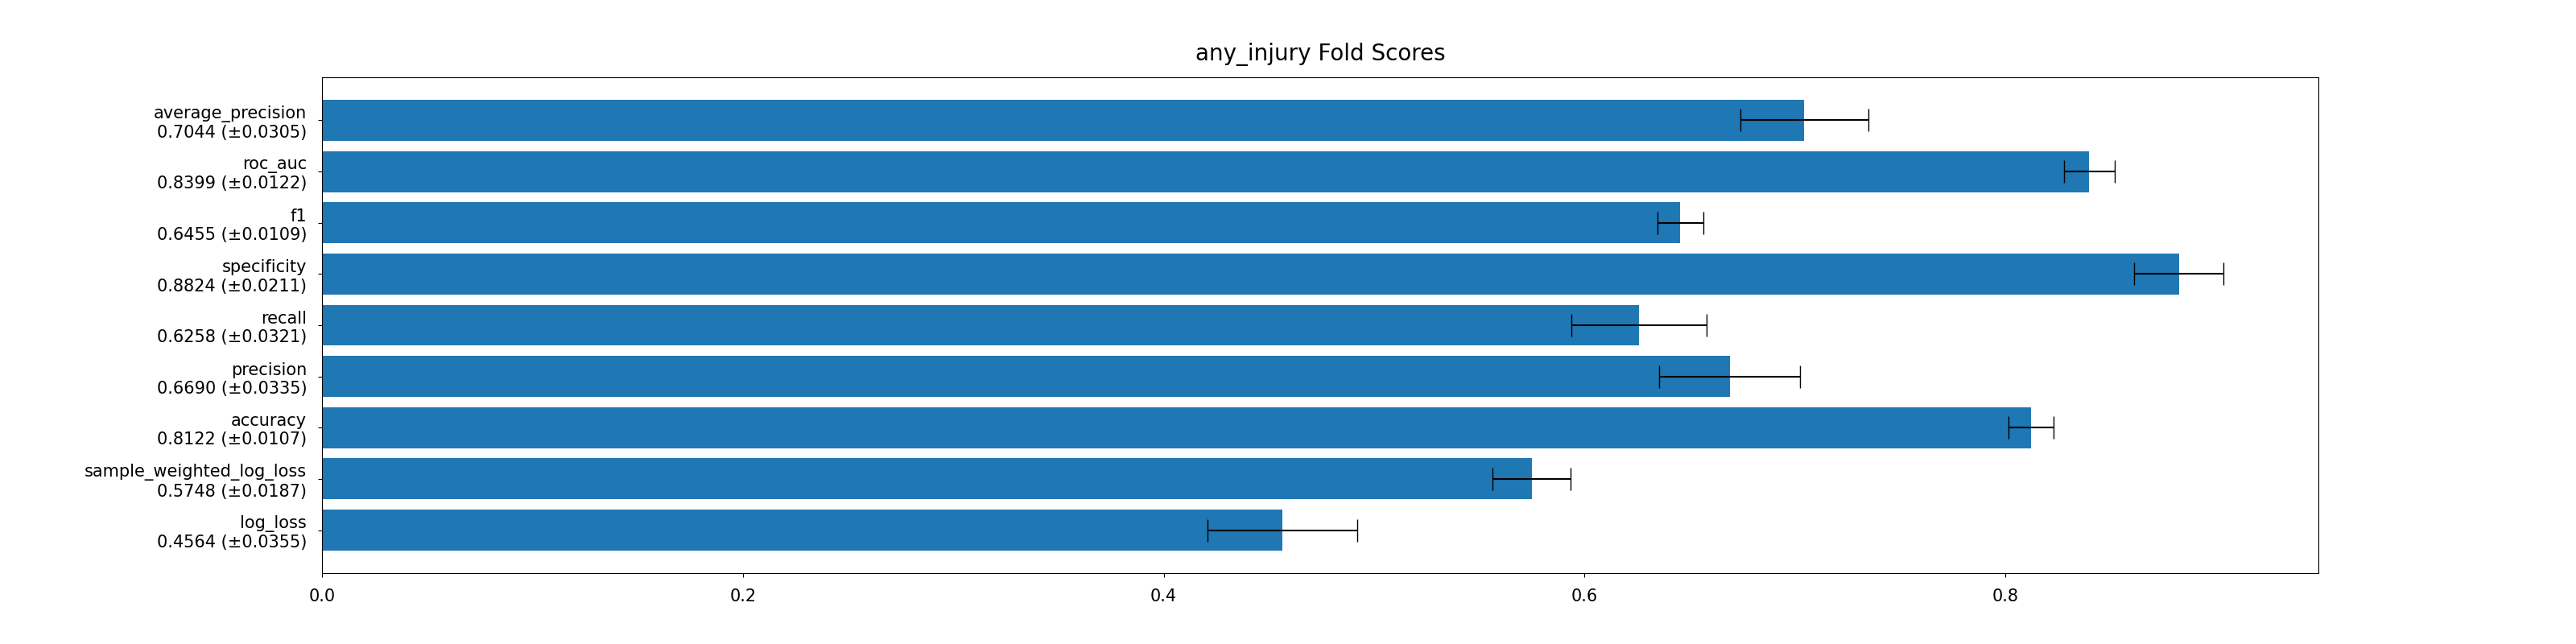 any_injury Fold Scores
average_precision
0.7044 (±0.0305)
roc_auc
0.8399 (±0.0122)
f1
0.6455 (±0.0109)
specificity
0.8824 (±0.0211)
recall
0.6258 (±0.0321)
precision
0.6690 (±0.0335)
accuracy
0.8122 (±0.0107)
sample_weighted_log_loss
0.5748 (±0.0187)
log_loss
0.4564 (±0.0355)
0.0 0.2 0.4 0.6 0.8